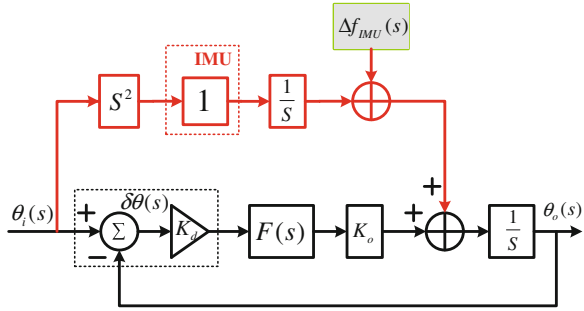 Δf_IMU(s)
IMU
S² 1 1/S
θ_i(s) + δθ(s) + +
Σ K_d F(s) K_o 1/S θ_o(s)
−